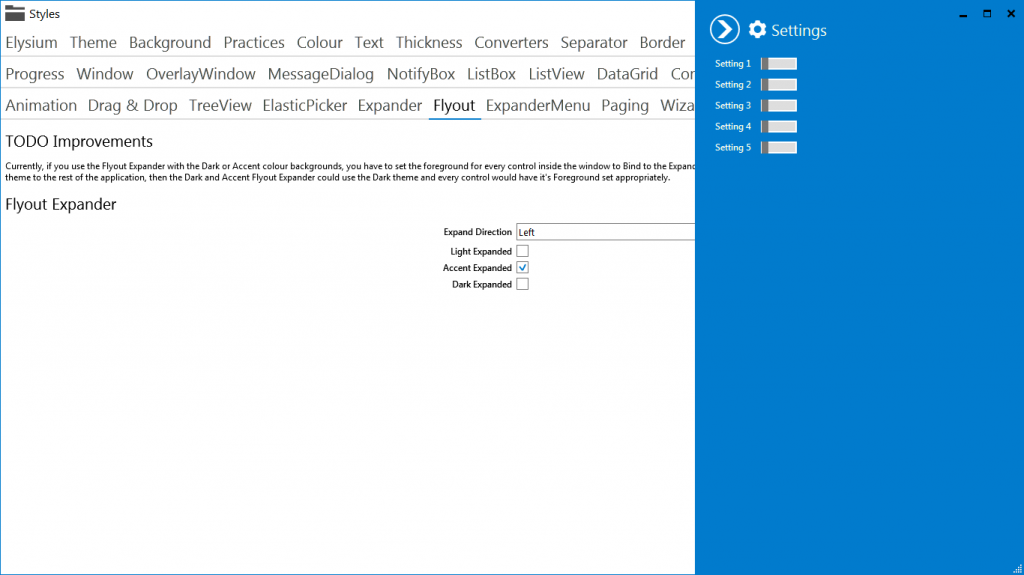 Styles
Elysium Theme Background Practices Colour Text Thickness Converters Separator Border
Progress Window OverlayWindow MessageDialog NotifyBox ListBox ListView DataGrid Con
Animation Drag & Drop TreeView ElasticPicker Expander Flyout ExpanderMenu Paging Wiza
TODO Improvements
Currently, if you use the Flyout Expander with the Dark or Accent colour backgrounds, you have to set the foreground for every control inside the window to Bind to the Expan
theme to the rest of the application, then the Dark and Accent Flyout Expander could use the Dark theme and every control would have it's Foreground set appropriately.
Flyout Expander
Expand Direction Left
Light Expanded
Accent Expanded
Dark Expanded
Settings
Setting 1
Setting 2
Setting 3
Setting 4
Setting 5